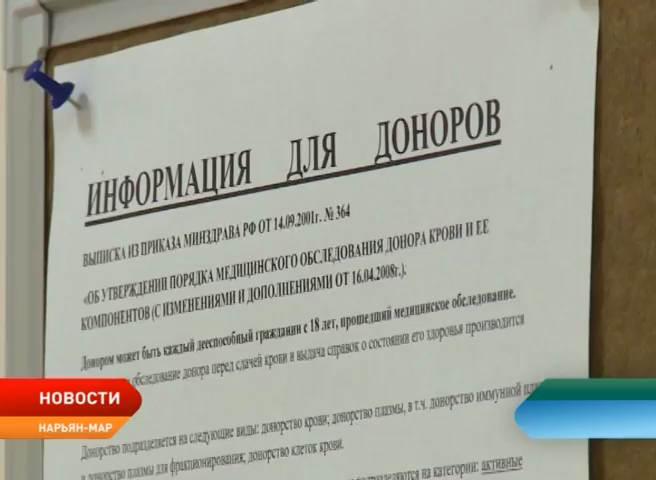 ИНФОРМАЦИЯ ДЛЯ ДОНОРОВ
ВЫПИСКА ИЗ ПРИКАЗА МИНЗДРАВА РФ ОТ 14.09.2001г. № 364
«ОБ УТВЕРЖДЕНИИ ПОРЯДКА МЕДИЦИНСКОГО ОБСЛЕДОВАНИЯ ДОНОРА КРОВИ И ЕЕ
КОМПОНЕНТОВ (С ИЗМЕНЕНИЯМИ И ДОПОЛНЕНИЯМИ ОТ 16.04.2008г.).
Донором может быть каждый дееспособный гражданин с 18 лет, прошедший медицинское обследование.
обследование донора перед сдачей крови и выдача справок о состоянии его здоровья производится
НОВОСТИ
НАРЬЯН-МАР
Донорство подразделяется на следующие виды: донорство крови; донорство плазмы, в т.ч. донорство иммунной
и донорство плазмы для фракционирования; донорство клеток крови.
подразделяются на категории: активные